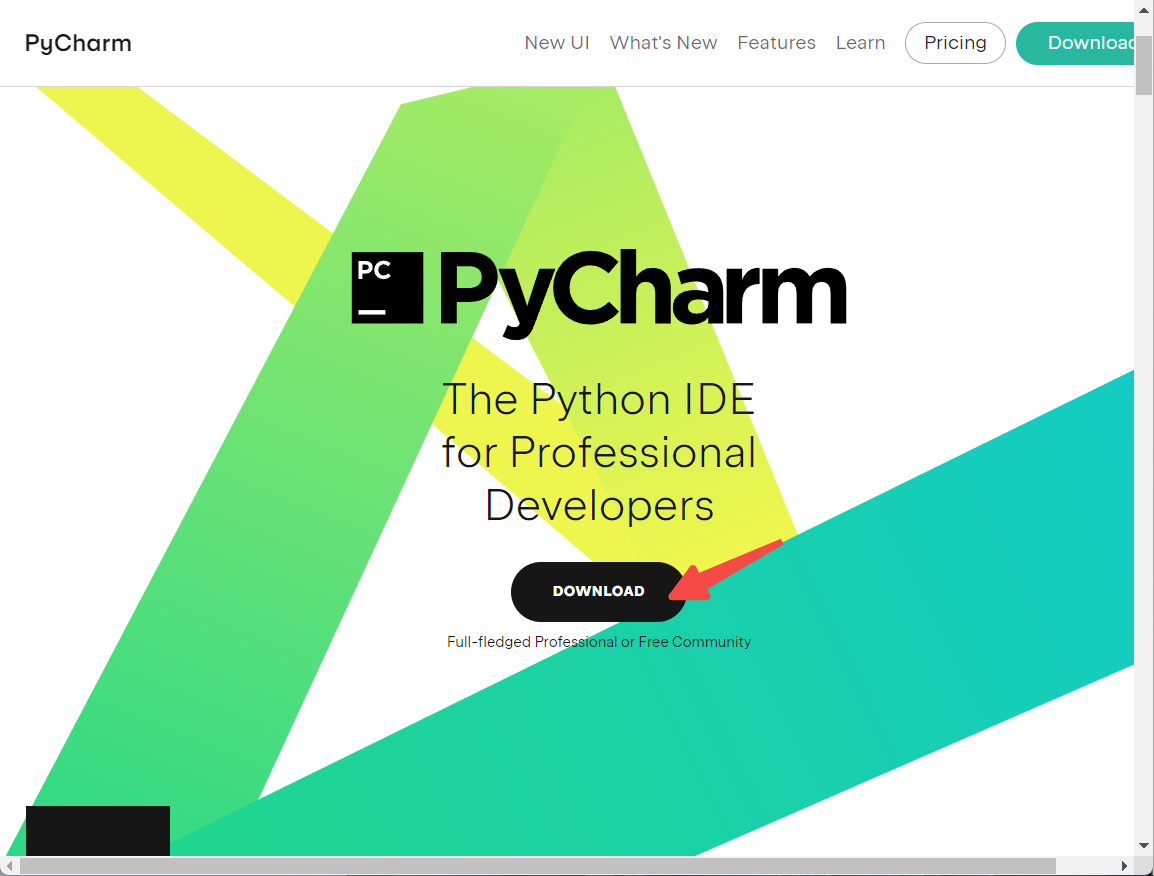 PyCharm New UI What's New Features Learn Pricing Download
PC PyCharm
The Python IDE
for Professional
Developers
DOWNLOAD
Full-fledged Professional or Free Community